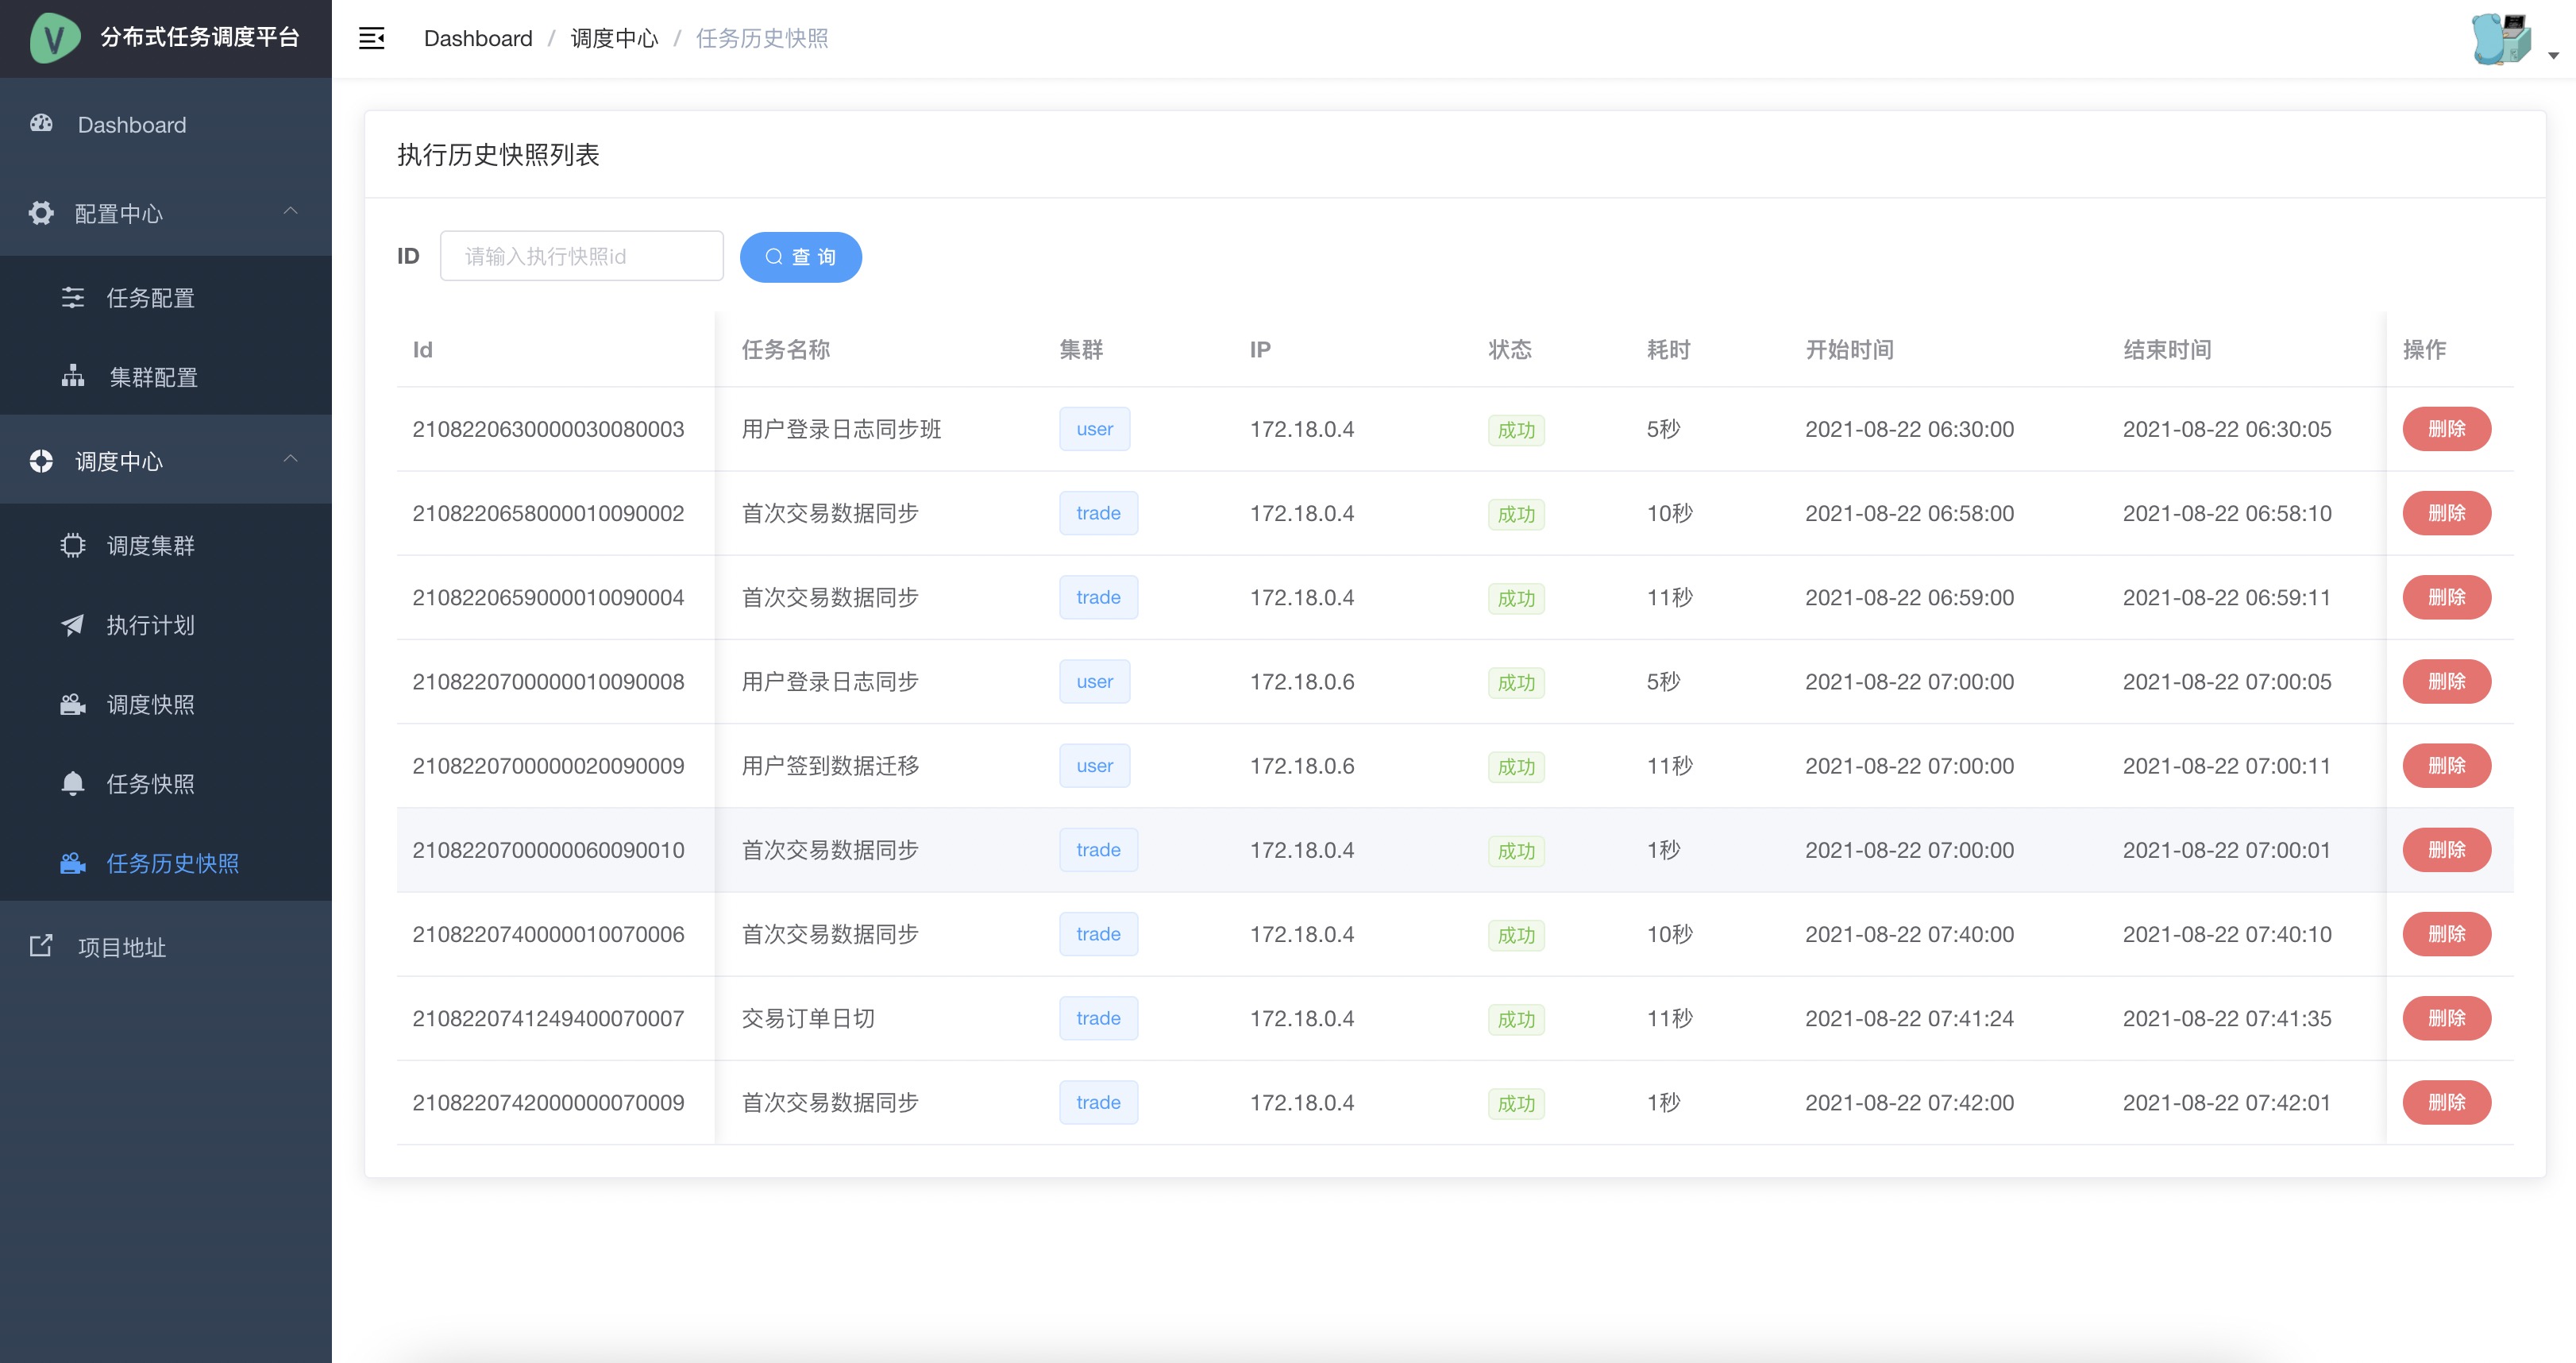 分布式任务调度平台
Dashboard / 调度中心 / 任务历史快照
Dashboard
配置中心
任务配置
集群配置
调度中心
调度集群
执行计划
调度快照
任务快照
任务历史快照
项目地址
执行历史快照列表
ID 请输入执行快照id 查 询
Id 任务名称 集群 IP 状态 耗时 开始时间 结束时间 操作
2108220630000030080003 用户登录日志同步班 user 172.18.0.4 成功 5秒 2021-08-22 06:30:00 2021-08-22 06:30:05 删除
2108220658000010090002 首次交易数据同步 trade 172.18.0.4 成功 10秒 2021-08-22 06:58:00 2021-08-22 06:58:10 删除
2108220659000010090004 首次交易数据同步 trade 172.18.0.4 成功 11秒 2021-08-22 06:59:00 2021-08-22 06:59:11 删除
2108220700000010090008 用户登录日志同步 user 172.18.0.6 成功 5秒 2021-08-22 07:00:00 2021-08-22 07:00:05 删除
2108220700000020090009 用户签到数据迁移 user 172.18.0.6 成功 11秒 2021-08-22 07:00:00 2021-08-22 07:00:11 删除
2108220700000060090010 首次交易数据同步 trade 172.18.0.4 成功 1秒 2021-08-22 07:00:00 2021-08-22 07:00:01 删除
2108220740000010070006 首次交易数据同步 trade 172.18.0.4 成功 10秒 2021-08-22 07:40:00 2021-08-22 07:40:10 删除
2108220741249400070007 交易订单日切 trade 172.18.0.4 成功 11秒 2021-08-22 07:41:24 2021-08-22 07:41:35 删除
2108220742000000070009 首次交易数据同步 trade 172.18.0.4 成功 1秒 2021-08-22 07:42:00 2021-08-22 07:42:01 删除